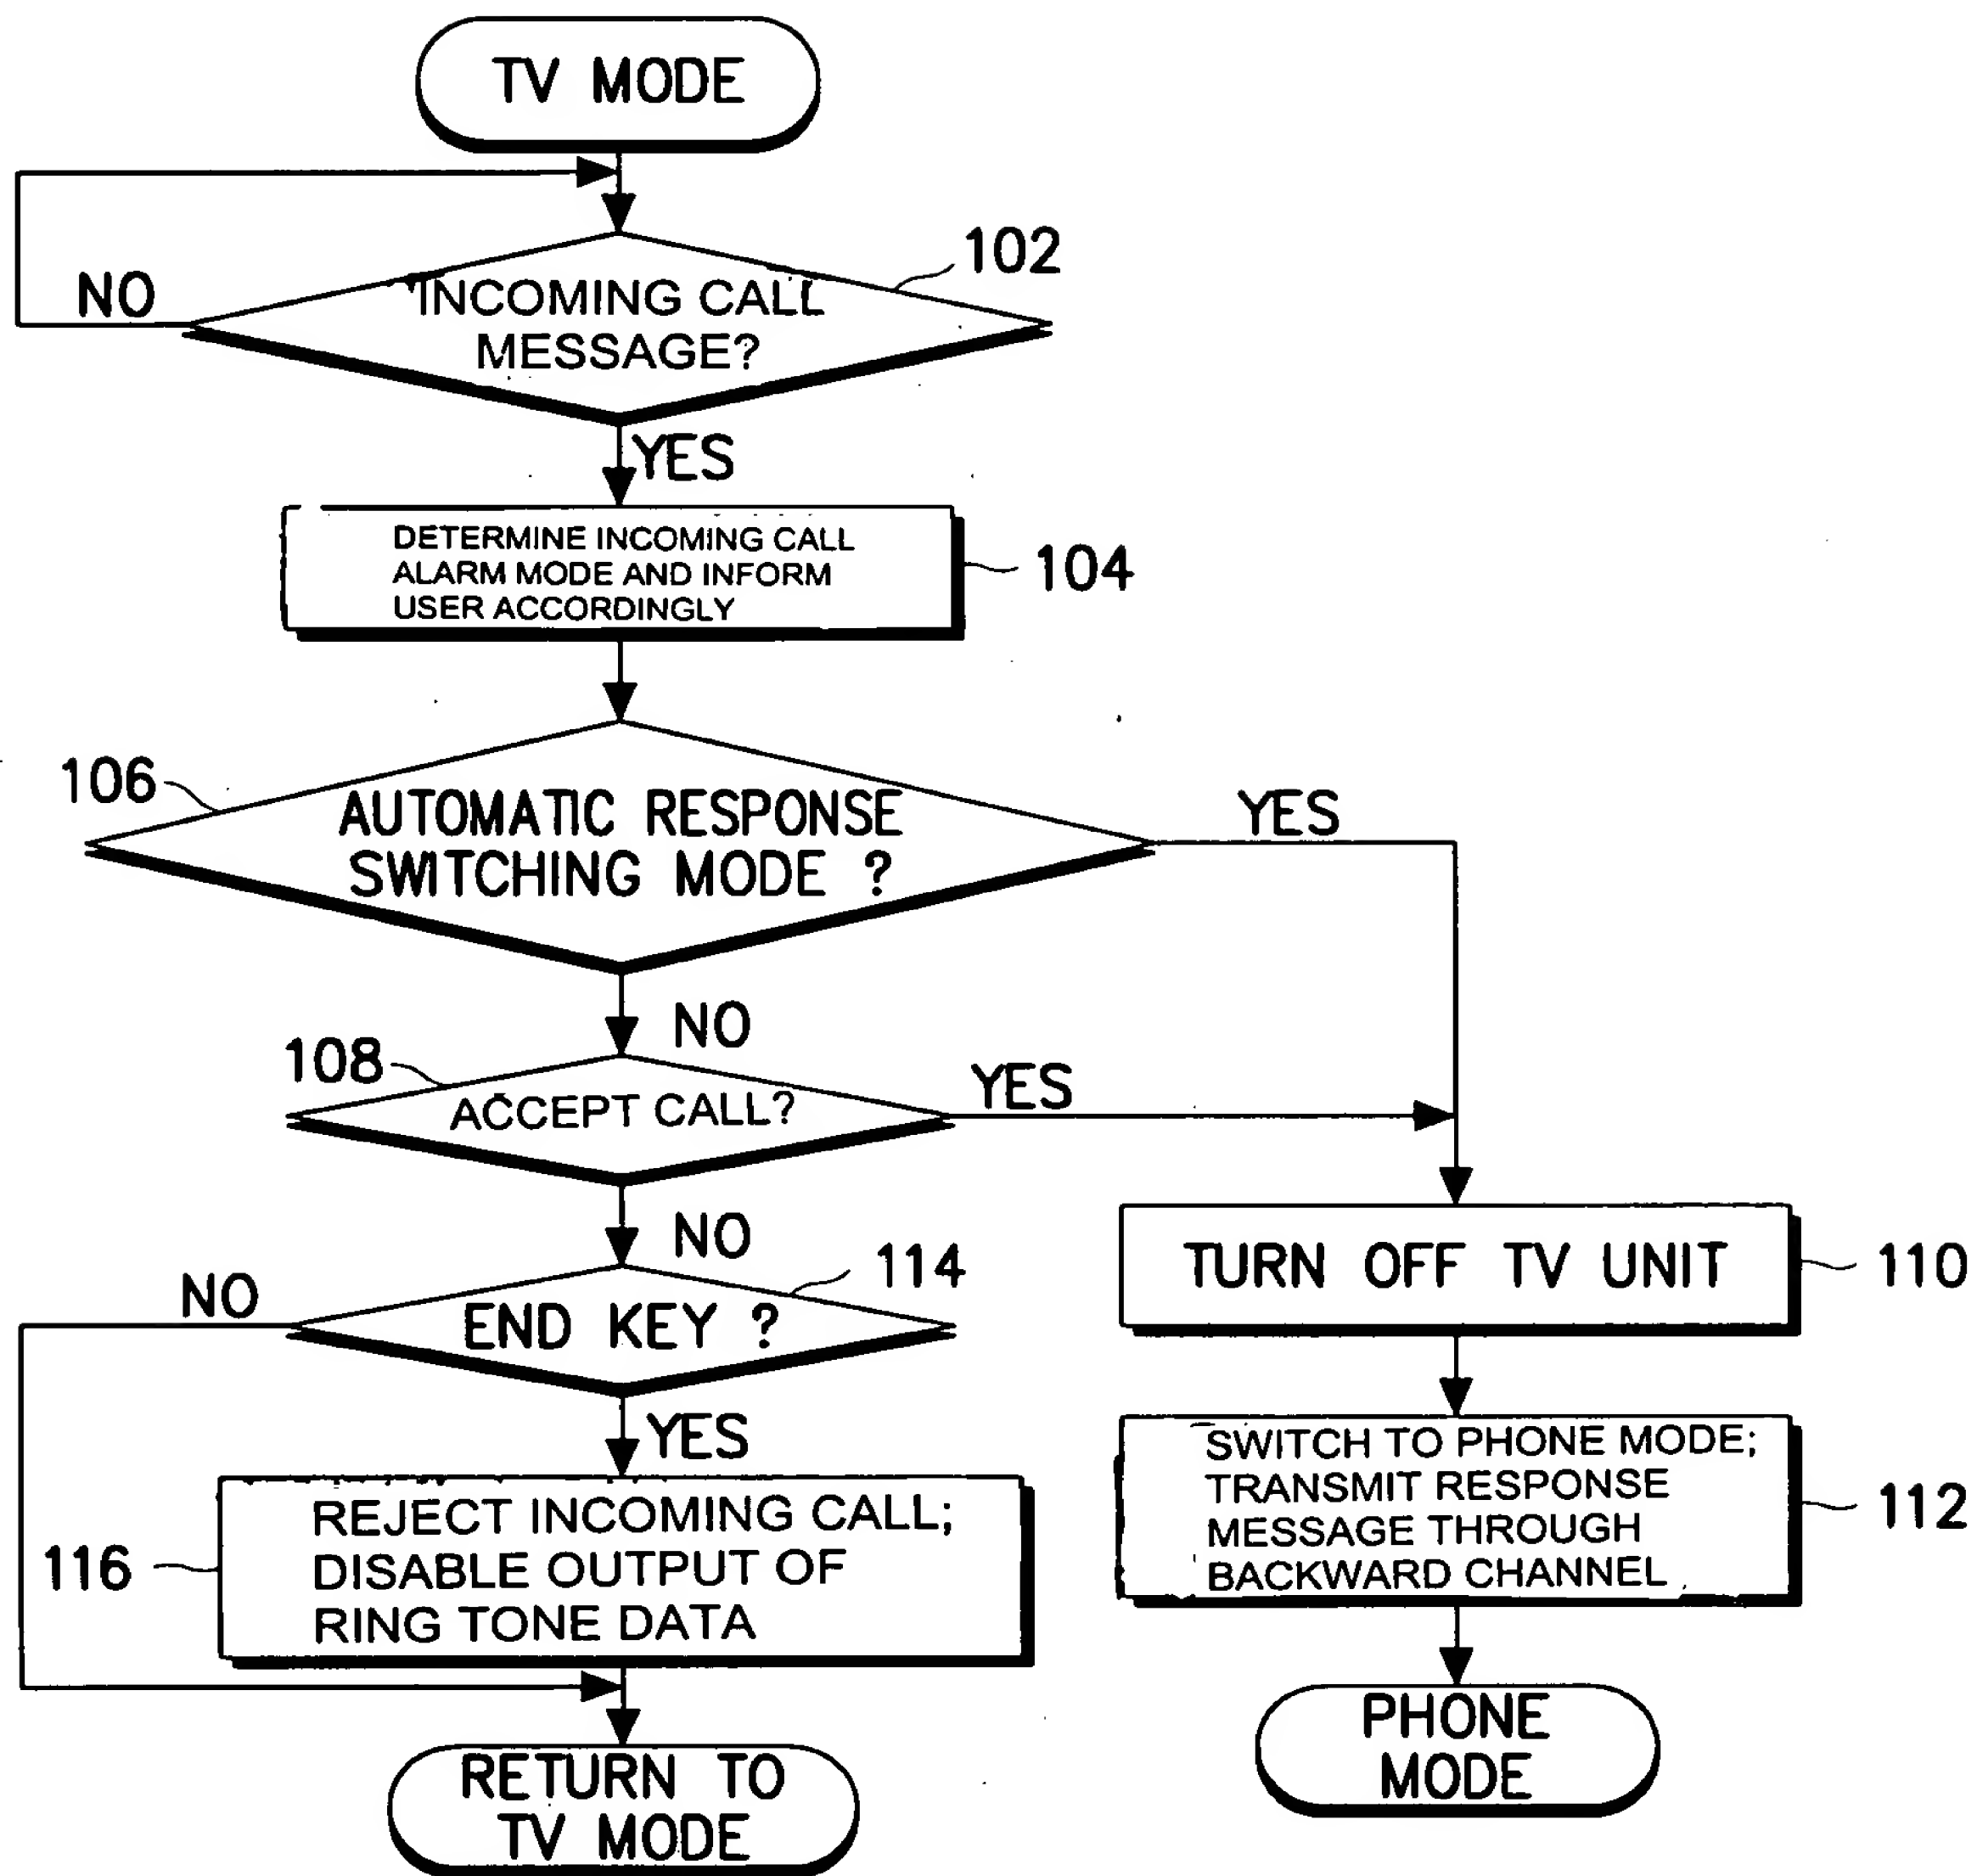 TV MODE
102
NO
INCOMING CALL
MESSAGE?
YES
DETERMINE INCOMING CALL
ALARM MODE AND INFORM
USER ACCORDINGLY
104
106
AUTOMATIC RESPONSE
SWITCHING MODE ?
YES
NO
108
ACCEPT CALL?
YES
NO
114
NO
END KEY ?
TURN OFF TV UNIT
110
YES
SWITCH TO PHONE MODE;
TRANSMIT RESPONSE
MESSAGE THROUGH
BACKWARD CHANNEL
112
REJECT INCOMING CALL;
DISABLE OUTPUT OF
RING TONE DATA
116
PHONE
MODE
RETURN TO
TV MODE